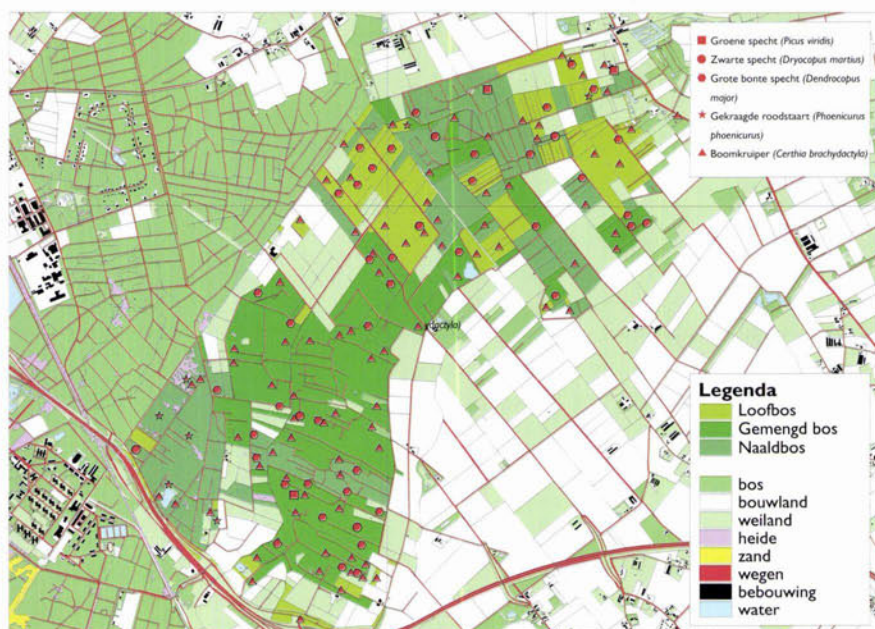 Groene specht (Picus viridis)
Zwarte specht (Dryocopus martius)
Grote bonte specht (Dendrocopus
major)
Gekraagde roodstaart (Phoenicurus
phoenicurus)
Boomkruiper (Certhia brachydactyla)
dactyla)
Legenda
Loofbos
Gemengd bos
Naaldbos
bos
bouwland
weiland
heide
zand
wegen
bebouwing
water